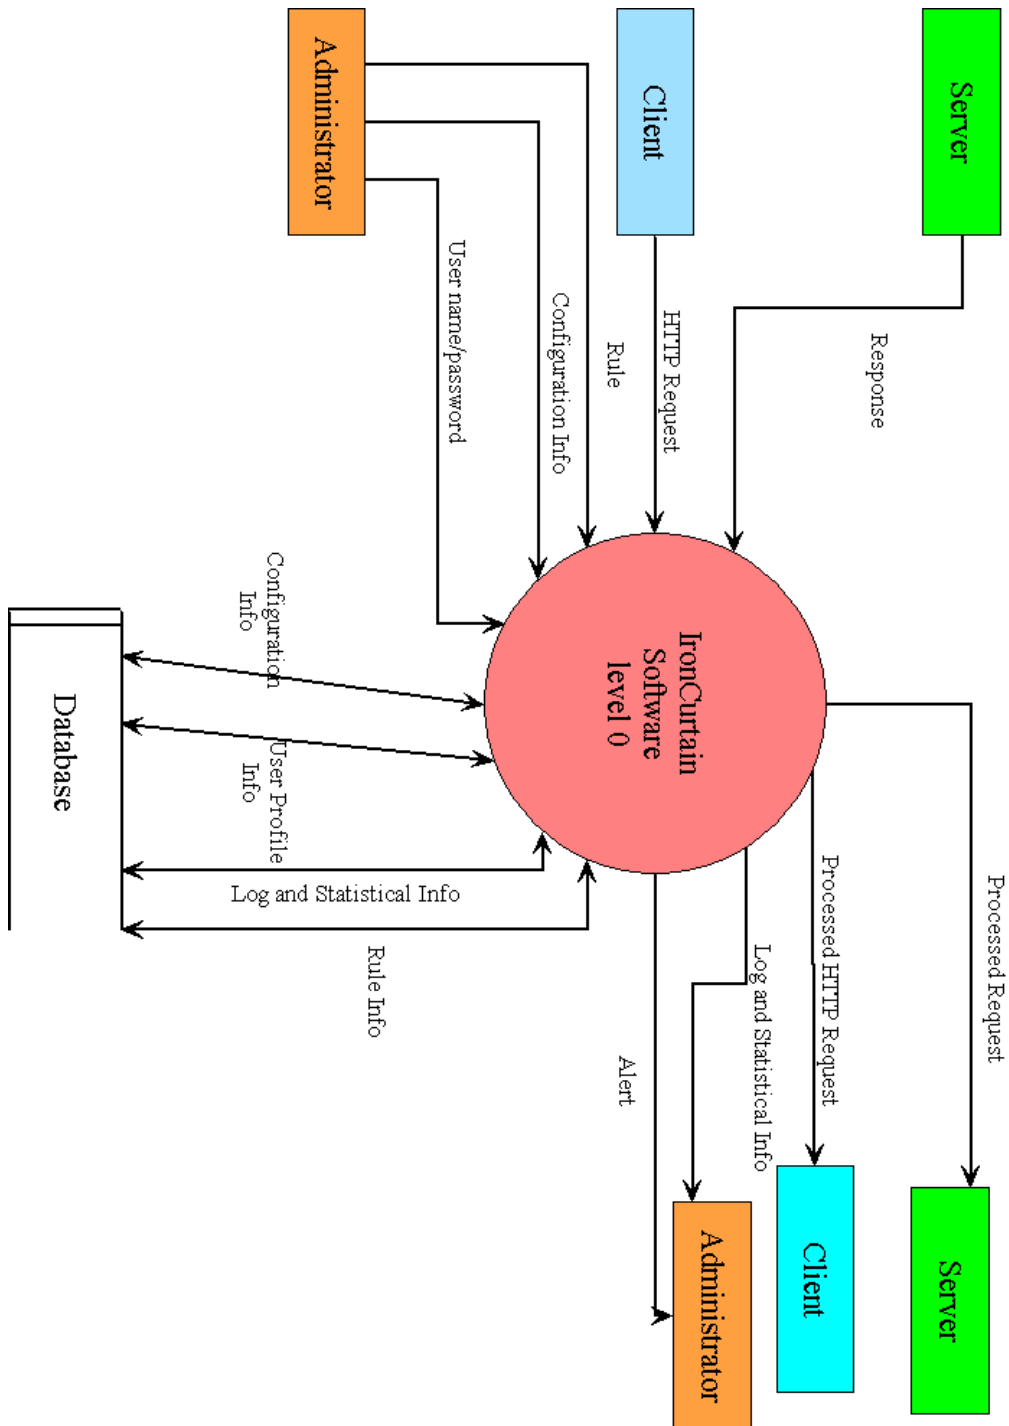 Server
Response
Client
HTTP Request
Rule
Configuration Info
Administrator
User name/password
IronCurtain
Software
level 0
Processed Request
Server
Processed HTTP Request
Client
Log and Statistical Info
Administrator
Alert
Configuration
Info
User Profile
Info
Log and Statistical Info
Rule Info
Database